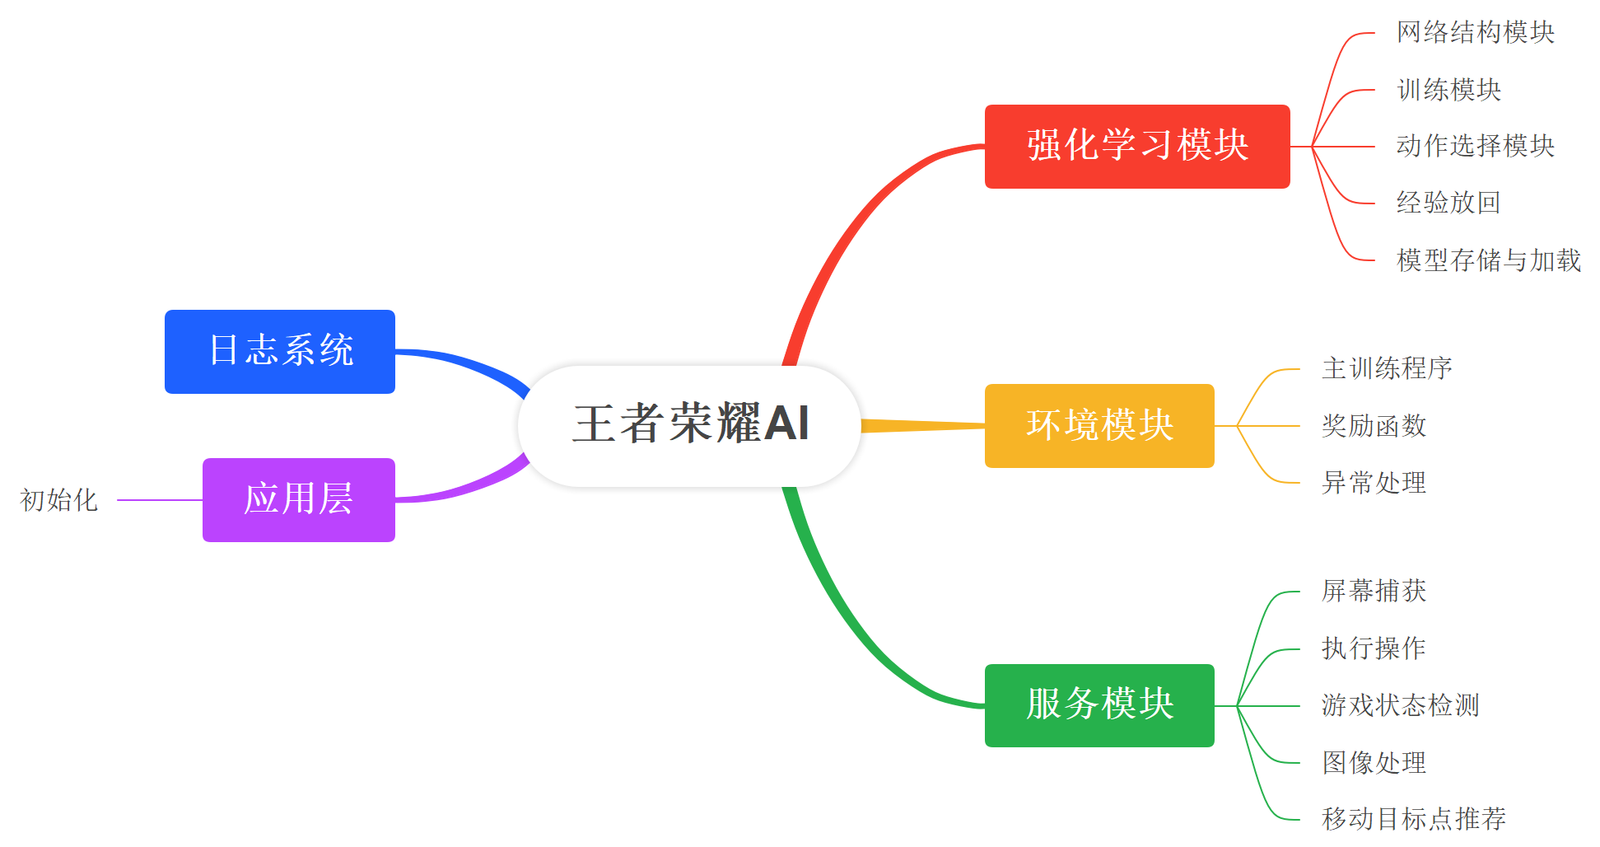 王者荣耀AI
强化学习模块
网络结构模块
训练模块
动作选择模块
经验放回
模型存储与加载
环境模块
主训练程序
奖励函数
异常处理
服务模块
屏幕捕获
执行操作
游戏状态检测
图像处理
移动目标点推荐
日志系统
应用层
初始化